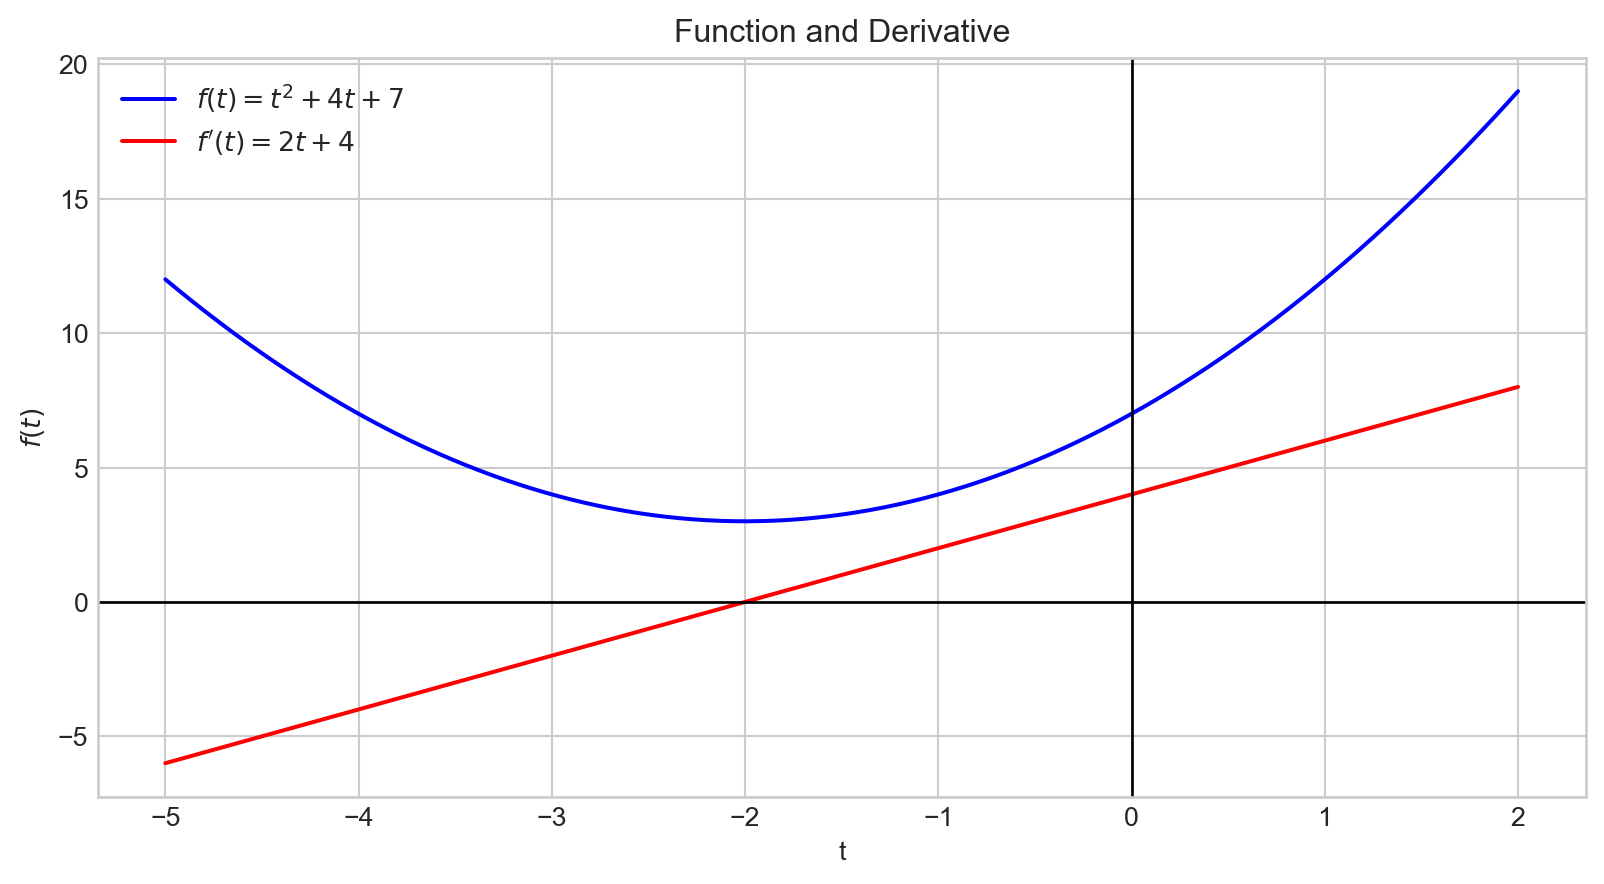 Function and Derivative
f(t) = t² + 4t + 7
f′(t) = 2t + 4
f(t)
20
15
10
5
0
−5
−5 −4 −3 −2 −1 0 1 2
t